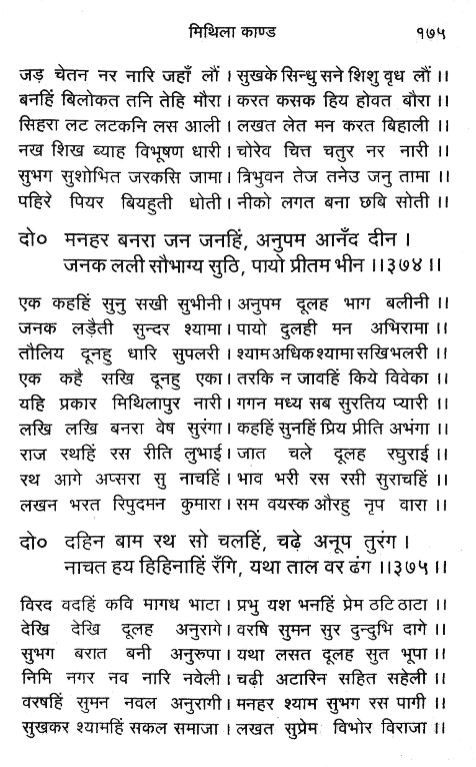 मिथिला काण्ड १७५
जड़ चेतन नर नारि जहाँ लौं । सुखके सिन्धु सने शिशु वृध लौं ।।
बनहिं बिलोकत तनि तेहि मौरा । करत कसक हिय होवत बौरा ।।
सिहरा लट लटकनि लस आली । लखत लेत मन करत बिहाली ।।
नख शिख ब्याह विभूषण धारी । चोरेव चित्त चतुर नर नारी ।।
सुभग सुशोभित जरकसि जामा । त्रिभुवन तेज तनेउ जनु तामा ।।
पहिरे पियर बियहुती धोती । नीको लगत बना छबि सोती ।।
दो० मनहर बनरा जन जनहिं, अनुपम आनँद दीन ।
जनक लली सौभाग्य सुठि, पायो प्रीतम भीन ।।३७४।।
एक कहहिं सुनु सखी सुभीनी । अनुपम दूलह भाग बलीनी ।।
जनक लड़ैती सुन्दर श्यामा । पायो दुलही मन अभिरामा ।।
तौलिय दूनहु धारि सुपलरी । श्याम अधिक श्यामा सखि भलरी ।।
एक कहै सखि दूनहु एका । तरकि न जावहिं किये विवेका ।।
यहि प्रकार मिथिलापुर नारी । गगन मध्य सब सुरतिय प्यारी ।।
लखि लखि बनरा वेष सुरंगा । कहहिं सुनहिं प्रिय प्रीति अभंगा ।।
राज रथहिं रस रीति लुभाई । जात चले दूलह रघुराई ।।
रथ आगे अप्सरा सु नाचहिं । भाव भरी रस रसी सुराचहिं ।।
लखन भरत रिपुदमन कुमारा । सम वयस्क औरहु नृप वारा ।।
दो० दहिन बाम रथ सो चलहिं, चढ़े अनूप तुरंग ।
नाचत हय हिहिनाहिं रँगि, यथा ताल वर ढंग ।।३७५।।
विरद वदहिं कवि मागध भाटा । प्रभु यश भनहिं प्रेम ठटि ठाटा ।।
देखि देखि दूलह अनुरागे । वरषि सुमन सुर दुन्दुभि दागे ।।
सुभग बरात बनी अनुरुपा । यथा लसत दूलह सुत भूपा ।।
निमि नगर नव नारि नवेली । चढ़ी अटारिन सहित सहेली ।।
वरषहिं सुमन नवल अनुरागी । मनहर श्याम सुभग रस पागी ।।
सुखकर श्यामहिं सकल समाजा । लखत सुप्रेम विभोर विराजा ।।